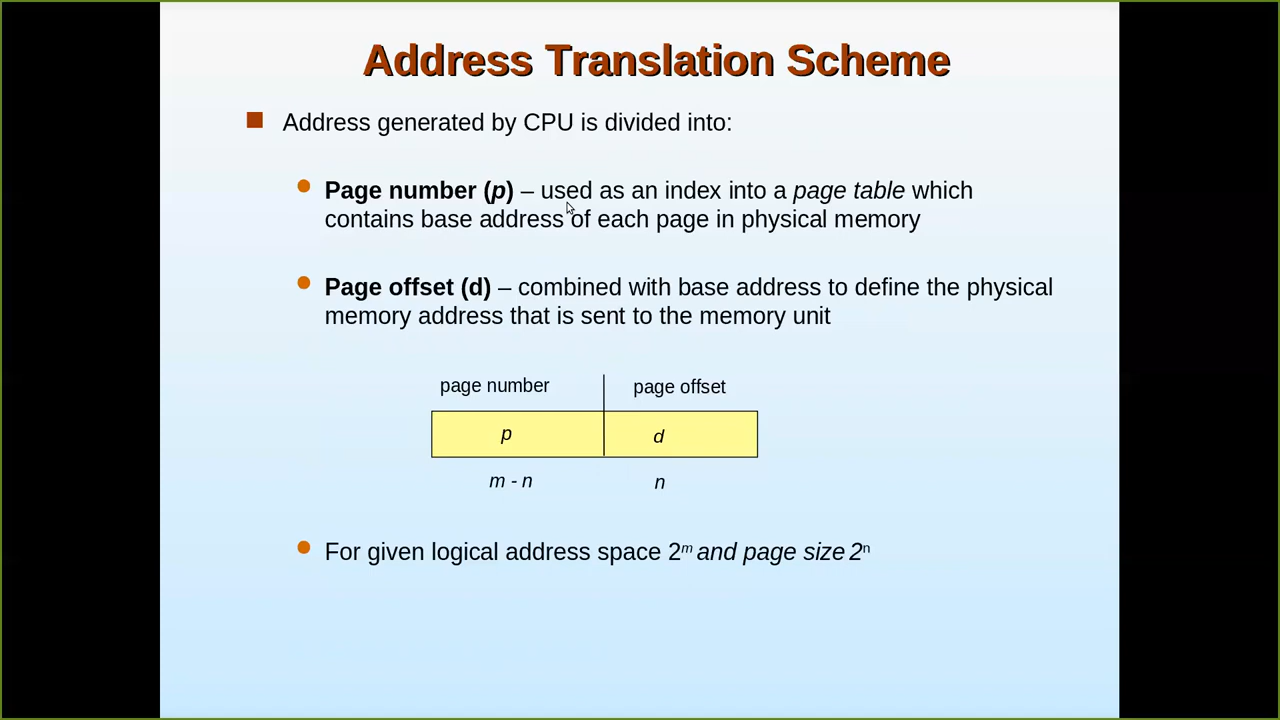 Address Translation Scheme
Address generated by CPU is divided into:
Page number (p) – used as an index into a page table which
contains base address of each page in physical memory
Page offset (d) – combined with base address to define the physical
memory address that is sent to the memory unit
page number page offset
p d
m - n n
For given logical address space 2ᵐ and page size 2ⁿ